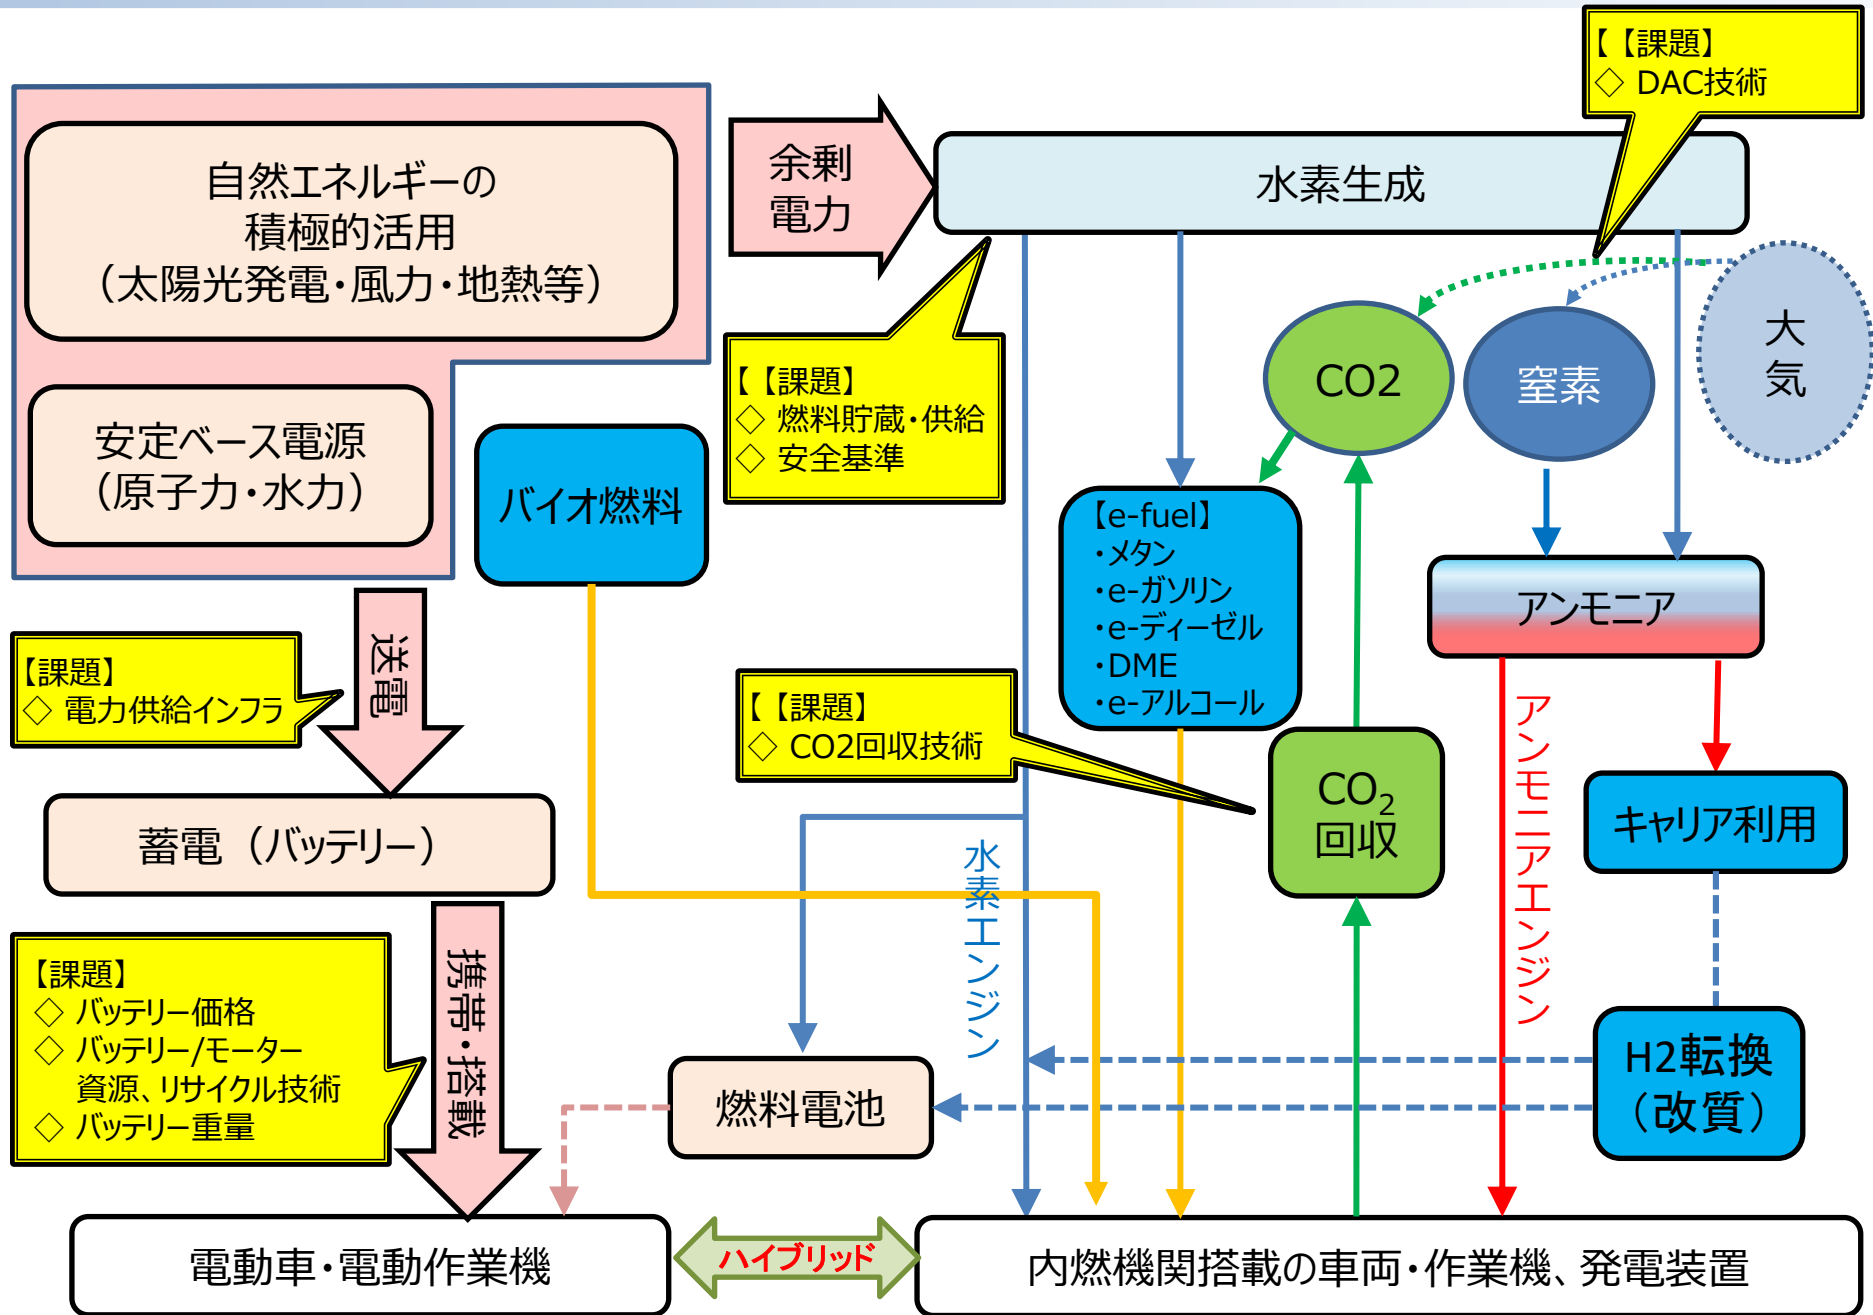 【 【課題】
◇ DAC技術
自然エネルギーの
積極的活用
（太陽光発電・風力・地熱等）
余剰
電力
水素生成
安定ベース電源
（原子力・水力）
バイオ燃料
【 【課題】
◇ 燃料貯蔵・供給
◇ 安全基準
CO2
窒素
大
気
【e-fuel】
・メタン
・e-ガソリン
・e-ディーゼル
・DME
・e-アルコール
アンモニア
送電
【課題】
◇ 電力供給インフラ
【 【課題】
◇ CO2回収技術
CO₂
回収
アンモニアエンジン
キャリア利用
蓄電（バッテリー）
水素エンジン
【課題】
◇ バッテリー価格
◇ バッテリー/モーター
資源、リサイクル技術
◇ バッテリー重量
携帯・搭載
燃料電池
H2転換
（改質）
電動車・電動作業機
ハイブリッド
内燃機関搭載の車両・作業機、発電装置